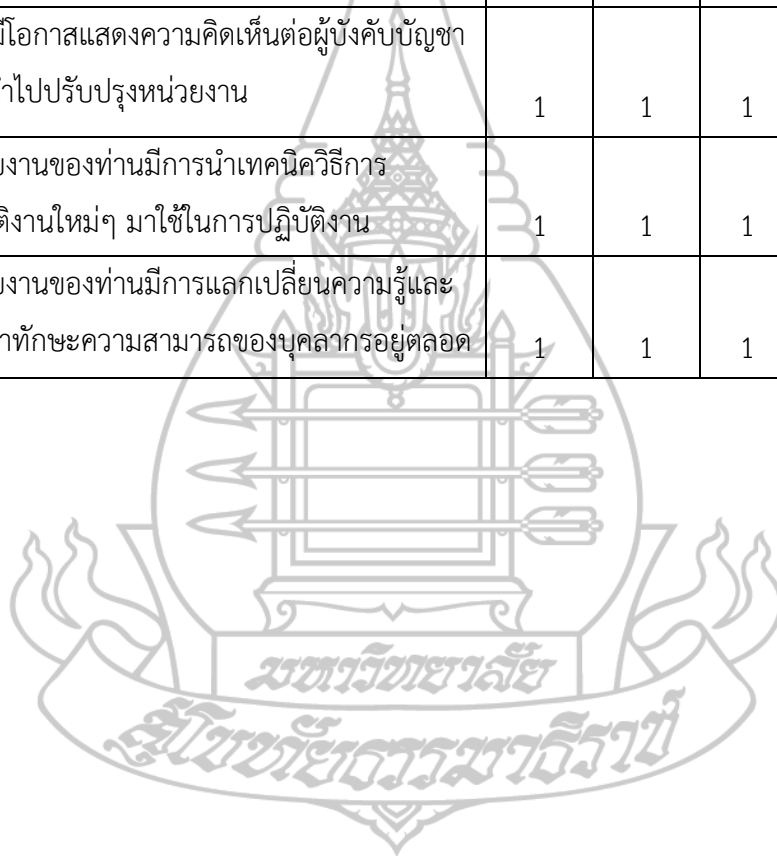 มีโอกาสแสดงความคิดเห็นต่อผู้บังคับบัญชา
ำไปปรับปรุงหน่วยงาน 1 1 1
ยงานของท่านมีการนำเทคนิควิธีการ
ัติงานใหม่ๆ มาใช้ในการปฏิบัติงาน 1 1 1
ยงานของท่านมีการแลกเปลี่ยนความรู้และ
าทักษะความสามารถของบุคลากรอยู่ตลอด 1 1 1
มหาวิทยาลัย
สุโขทัยธรรมาธิราช